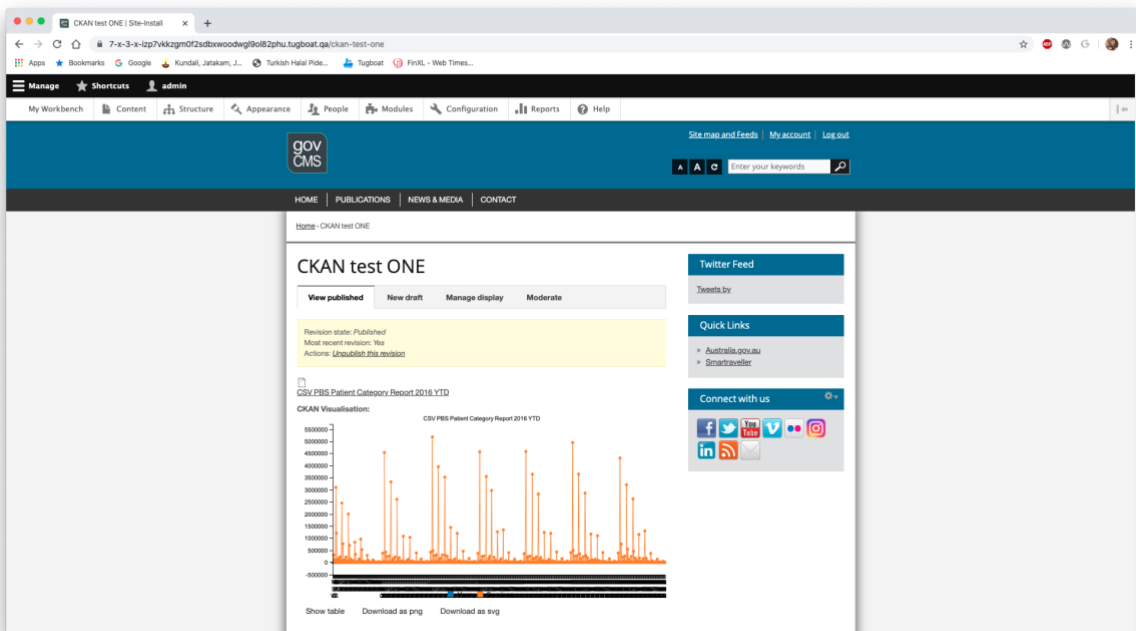 CKAN test ONE | Site-Install
7-x-3-x-izp7vkkzgm0f2sdbxwoodwgl9ol82phu.tugboat.qa/ckan-test-one
Apps Bookmarks Google Kundali, Jatakam, J... Turkish Halal Pide... Tugboat FinXL - Web Times...
Manage Shortcuts admin
My Workbench Content Structure Appearance People Modules Configuration Reports Help
Site map and Feeds My account Log out
gov
CMS
A A Enter your keywords
HOME PUBLICATIONS NEWS & MEDIA CONTACT
Home › CKAN test ONE
CKAN test ONE
View published New draft Manage display Moderate
Revision state: Published
Most recent revision: Yes
Actions: Unpublish this revision
CSV PBS Patient Category Report 2016 YTD
CKAN Visualisation:
CSV PBS Patient Category Report 2016 YTD
5500000
5000000
4500000
4000000
3500000
3000000
2500000
2000000
1500000
1000000
500000
0
-500000
Show table Download as png Download as svg
Twitter Feed
Tweets by
Quick Links
» Australia.gov.au
» Smartraveller
Connect with us
You
Tube
in